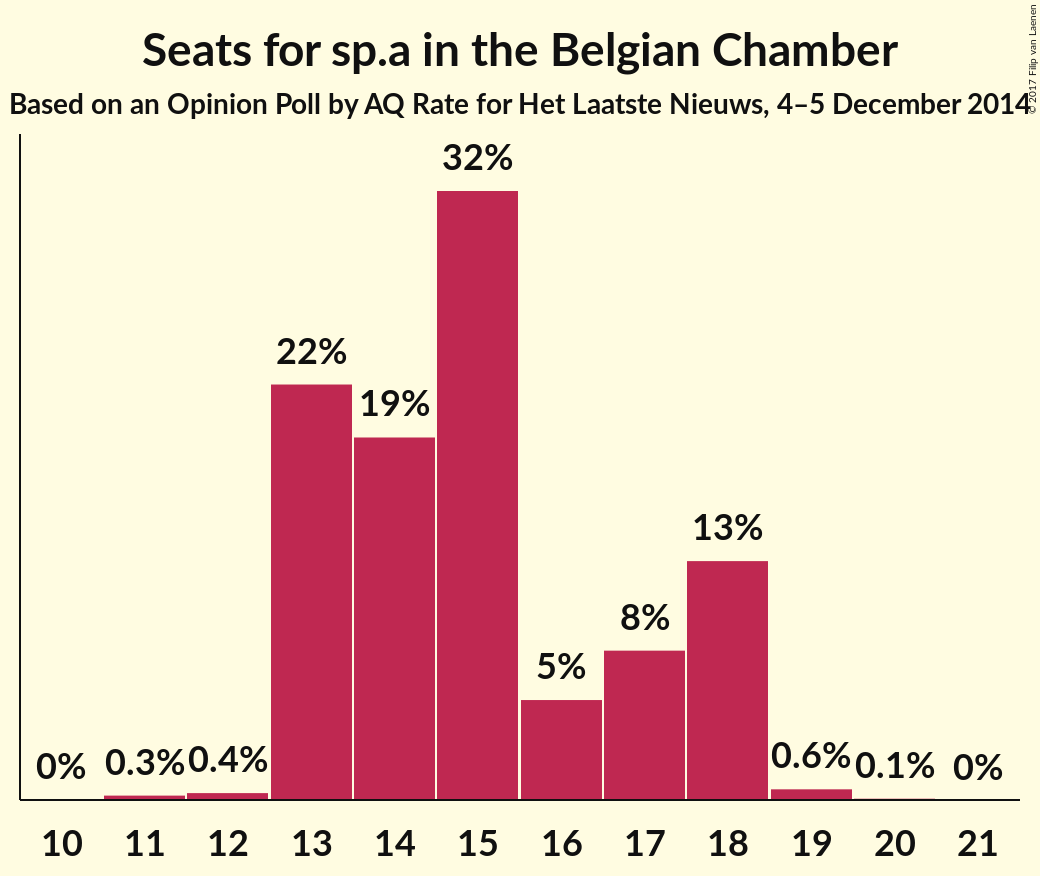 Seats for sp.a in the Belgian Chamber
Based on an Opinion Poll by AQ Rate for Het Laatste Nieuws, 4–5 December 2014
© 2017 Filip van Laenen
32%
22%
19%
13%
8%
5%
0% 0.3% 0.4% 0.6% 0.1% 0%
10 11 12 13 14 15 16 17 18 19 20 21